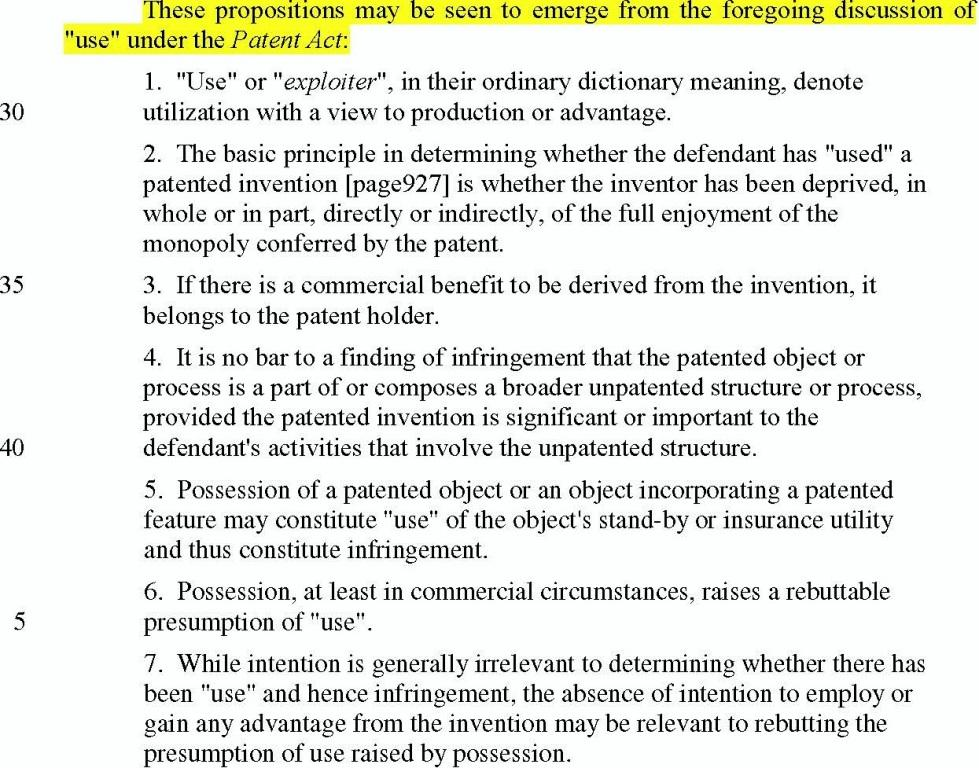 These propositions may be seen to emerge from the foregoing discussion of
"use" under the Patent Act:
1. "Use" or "exploiter", in their ordinary dictionary meaning, denote
30 utilization with a view to production or advantage.
2. The basic principle in determining whether the defendant has "used" a
patented invention [page927] is whether the inventor has been deprived, in
whole or in part, directly or indirectly, of the full enjoyment of the
monopoly conferred by the patent.
35 3. If there is a commercial benefit to be derived from the invention, it
belongs to the patent holder.
4. It is no bar to a finding of infringement that the patented object or
process is a part of or composes a broader unpatented structure or process,
provided the patented invention is significant or important to the
40 defendant's activities that involve the unpatented structure.
5. Possession of a patented object or an object incorporating a patented
feature may constitute "use" of the object's stand-by or insurance utility
and thus constitute infringement.
6. Possession, at least in commercial circumstances, raises a rebuttable
5 presumption of "use".
7. While intention is generally irrelevant to determining whether there has
been "use" and hence infringement, the absence of intention to employ or
gain any advantage from the invention may be relevant to rebutting the
presumption of use raised by possession.